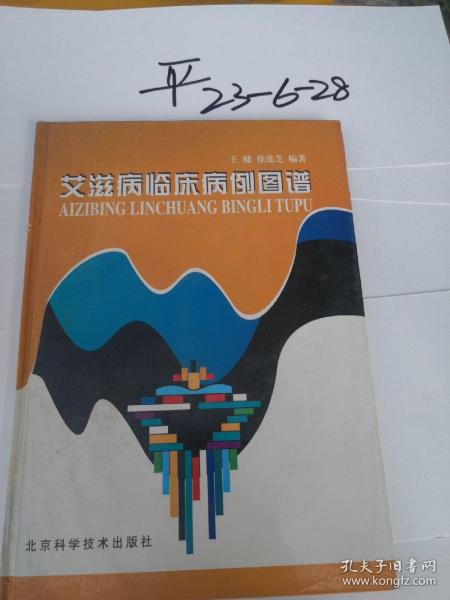 平 23-6-28
王健 徐莲芝 编著
艾滋病临床病例图谱
AIZIBING LINCHUANG BINGLI TUPU
北京科学技术出版社
孔夫子旧书网
www.kongfz.com